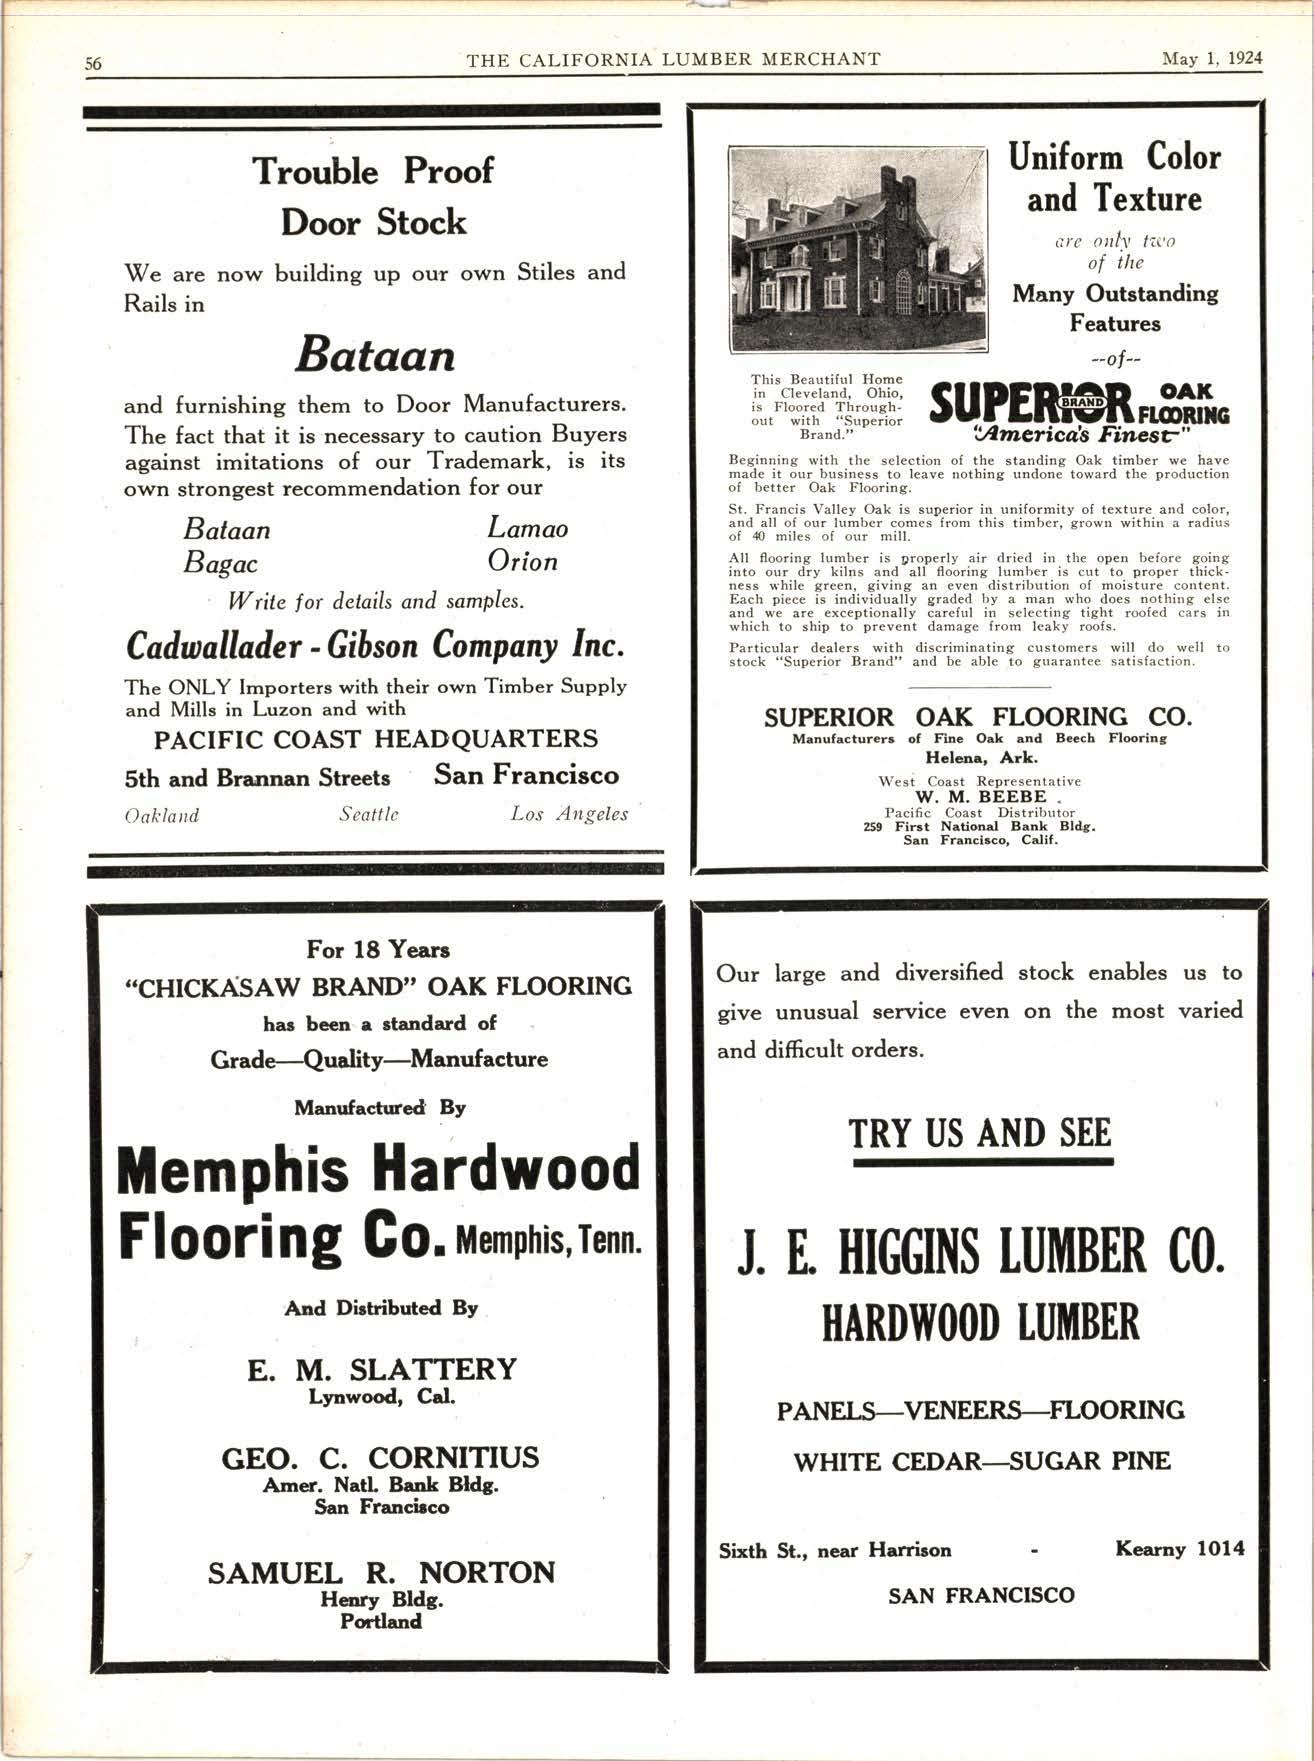 56
THE CALIFORNIA LUMBER MERCHANT
May 1, 1924
Trouble Proof
Door Stock
We are now building up our own Stiles and
Rails in
Bataan
and furnishing them to Door Manufacturers.
The fact that it is necessary to caution Buyers
against imitations of our Trademark, is its
own strongest recommendation for our
Bataan Lamao
Bagac Orion
Write for details and samples.
Cadwallader - Gibson Company Inc.
The ONLY Importers with their own Timber Supply
and Mills in Luzon and with
PACIFIC COAST HEADQUARTERS
5th and Brannan Streets San Francisco
Oakland Seattle Los Angeles
Uniform Color
and Texture
are only two
of the
Many Outstanding
Features
--of--
This Beautiful Home
in Cleveland, Ohio,
is Floored Through-
out with "Superior
Brand."
SUPERIOR BRAND OAK
FLOORING
"America's Finest"
Beginning with the selection of the standing Oak timber we have
made it our business to leave nothing undone toward the production
of better Oak Flooring.
St. Francis Valley Oak is superior in uniformity of texture and color,
and all of our lumber comes from this timber, grown within a radius
of 40 miles of our mill.
All flooring lumber is properly air dried in the open before going
into our dry kilns and all flooring lumber is cut to proper thick-
ness while green, giving an even distribution of moisture content.
Each piece is individually graded by a man who does nothing else
and we are exceptionally careful in selecting tight roofed cars in
which to ship to prevent damage from leaky roofs.
Particular dealers with discriminating customers will do well to
stock "Superior Brand" and be able to guarantee satisfaction.
SUPERIOR OAK FLOORING CO.
Manufacturers of Fine Oak and Beech Flooring
Helena, Ark.
West Coast Representative
W. M. BEEBE
Pacific Coast Distributor
259 First National Bank Bldg.
San Francisco, Calif.
For 18 Years
"CHICKASAW BRAND" OAK FLOORING
has been a standard of
Grade—Quality—Manufacture
Manufactured By
Memphis Hardwood
Flooring Co. Memphis, Tenn.
And Distributed By
E. M. SLATTERY
Lynwood, Cal.
GEO. C. CORNITIUS
Amer. Natl. Bank Bldg.
San Francisco
SAMUEL R. NORTON
Henry Bldg.
Portland
Our large and diversified stock enables us to
give unusual service even on the most varied
and difficult orders.
TRY US AND SEE
J. E. HIGGINS LUMBER CO.
HARDWOOD LUMBER
PANELS—VENEERS—FLOORING
WHITE CEDAR—SUGAR PINE
Sixth St., near Harrison - Kearny 1014
SAN FRANCISCO